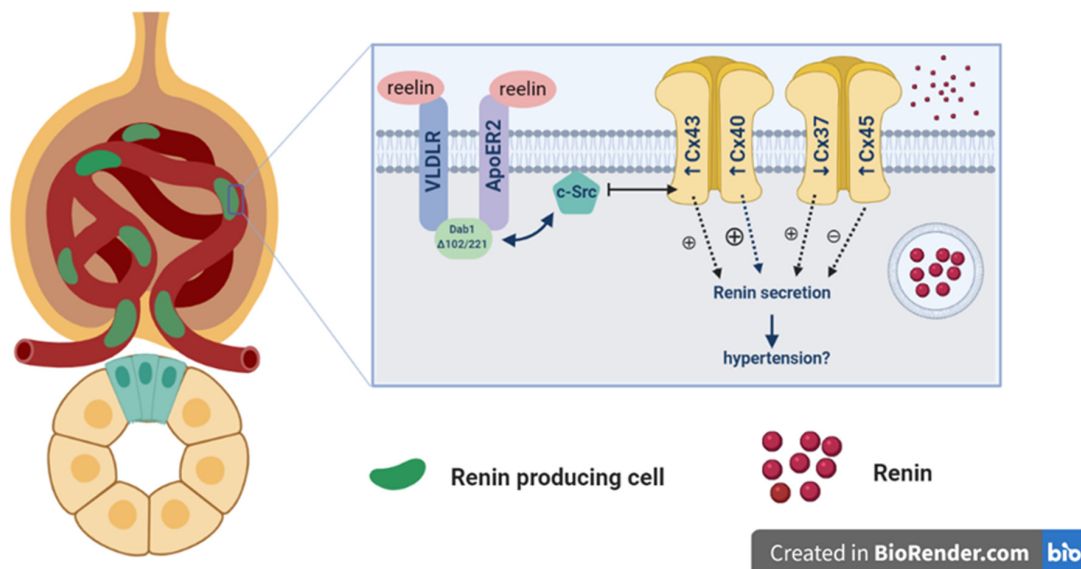 reelin
reelin
VLDLR
ApoER2
Dab1
Δ102/221
c-Src
↑Cx43
↑Cx40
↓Cx37
↑Cx45
⊕
⊕
⊕
⊖
Renin secretion
hypertension?
Renin producing cell
Renin
Created in BioRender.com
bio